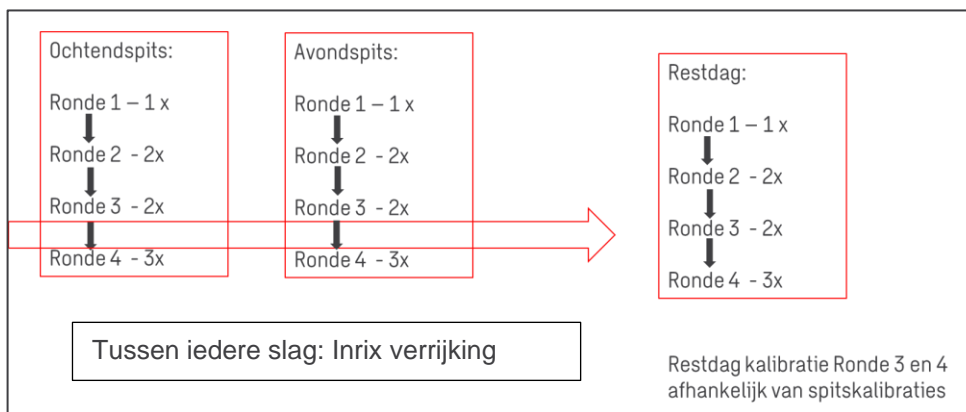 Ochtendspits:
Ronde 1 – 1 x
Ronde 2 - 2x
Ronde 3 - 2x
Ronde 4 - 3x
Avondspits:
Ronde 1 – 1 x
Ronde 2 - 2x
Ronde 3 - 2x
Ronde 4 - 3x
Restdag:
Ronde 1 – 1 x
Ronde 2 - 2x
Ronde 3 - 2x
Ronde 4 - 3x
Tussen iedere slag: Inrix verrijking
Restdag kalibratie Ronde 3 en 4
afhankelijk van spitskalibraties